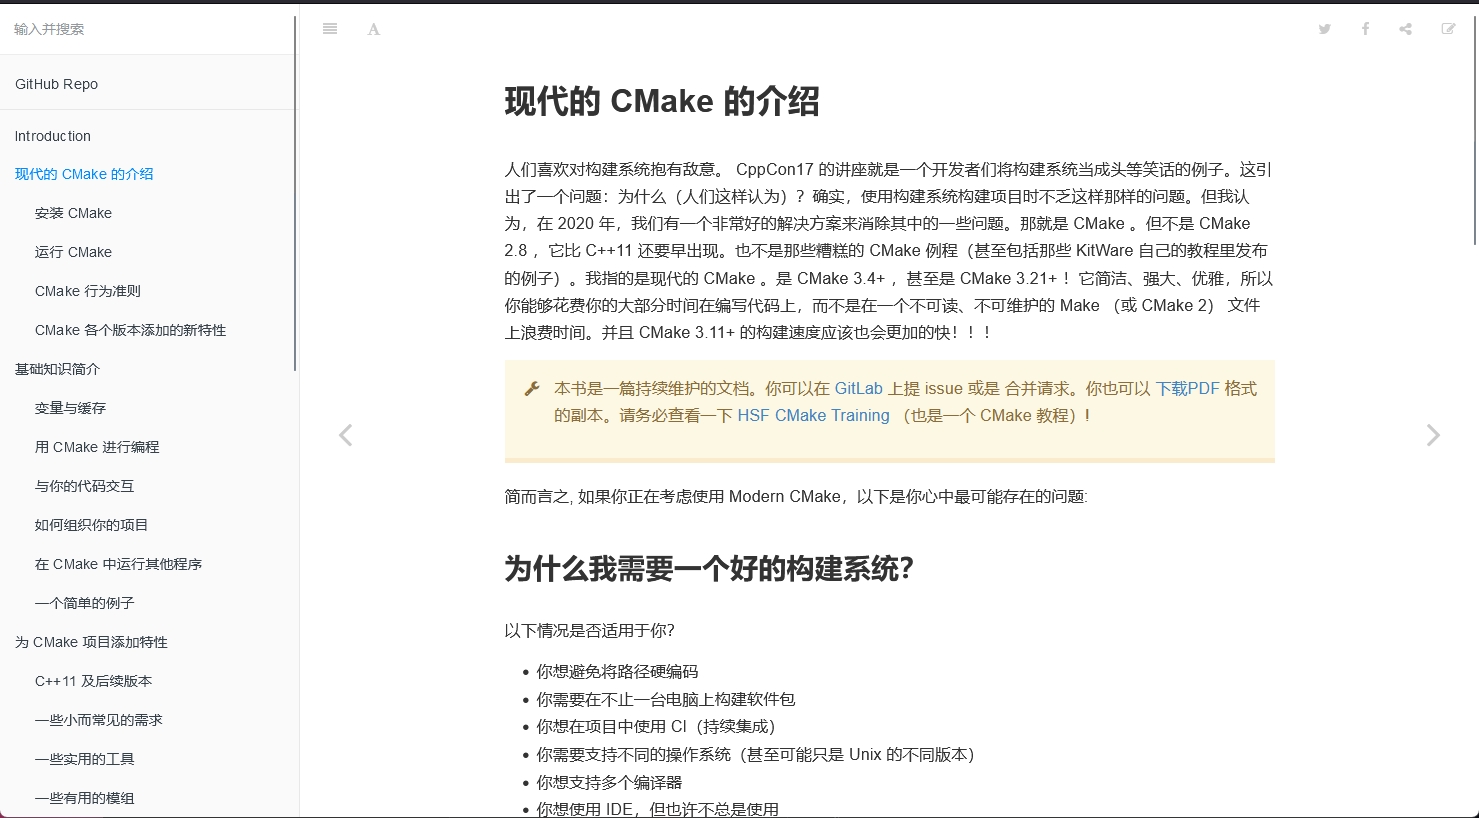 输入并搜索
GitHub Repo
Introduction
现代的 CMake 的介绍
安装 CMake
运行 CMake
CMake 行为准则
CMake 各个版本添加的新特性
基础知识简介
变量与缓存
用 CMake 进行编程
与你的代码交互
如何组织你的项目
在 CMake 中运行其他程序
一个简单的例子
为 CMake 项目添加特性
C++11 及后续版本
一些小而常见的需求
一些实用的工具
一些有用的模组
A
现代的 CMake 的介绍
人们喜欢对构建系统抱有敌意。 CppCon17 的讲座就是一个开发者们将构建系统当成头等笑话的例子。这引
出了一个问题：为什么（人们这样认为）？确实，使用构建系统构建项目时不乏这样那样的问题。但我认
为，在 2020 年，我们有一个非常好的解决方案来消除其中的一些问题。那就是 CMake 。但不是 CMake
2.8 ，它比 C++11 还要早出现。也不是那些糟糕的 CMake 例程（甚至包括那些 KitWare 自己的教程里发布
的例子）。我指的是现代的 CMake 。是 CMake 3.4+ ，甚至是 CMake 3.21+ ！它简洁、强大、优雅，所以
你能够花费你的大部分时间在编写代码上，而不是在一个不可读、不可维护的 Make （或 CMake 2） 文件
上浪费时间。并且 CMake 3.11+ 的构建速度应该也会更加的快！！！
本书是一篇持续维护的文档。你可以在 GitLab 上提 issue 或是 合并请求。你也可以 下载PDF 格式
的副本。请务必查看一下 HSF CMake Training （也是一个 CMake 教程）!
简而言之, 如果你正在考虑使用 Modern CMake，以下是你心中最可能存在的问题:
为什么我需要一个好的构建系统？
以下情况是否适用于你？
• 你想避免将路径硬编码
• 你需要在不止一台电脑上构建软件包
• 你想在项目中使用 CI（持续集成）
• 你需要支持不同的操作系统（甚至可能只是 Unix 的不同版本）
• 你想支持多个编译器
• 你想使用 IDE，但也许不总是使用